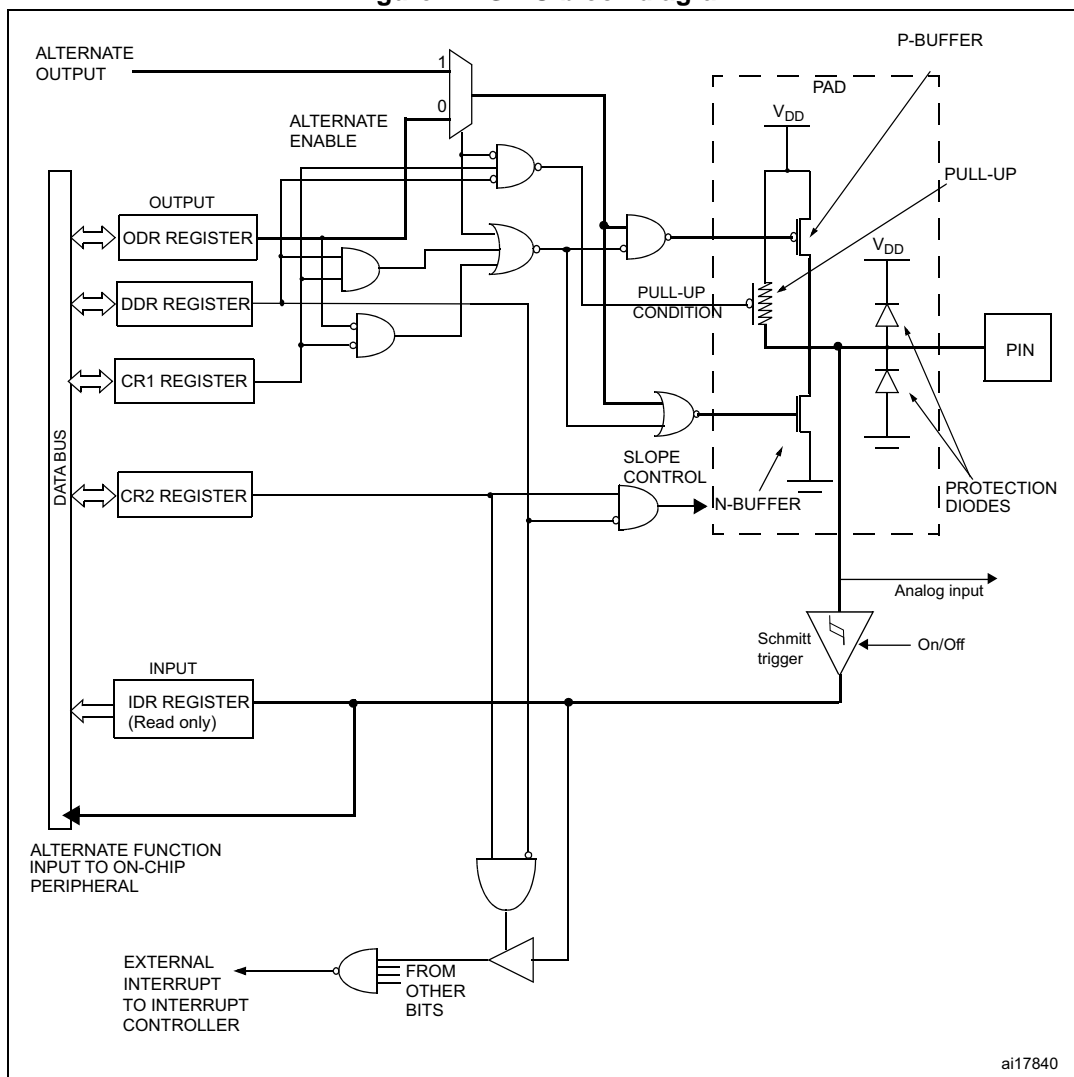 ALTERNATE
OUTPUT
1
0
ALTERNATE
ENABLE
P-BUFFER
PAD
VDD
PULL-UP
VDD
OUTPUT
ODR REGISTER
DDR REGISTER
PULL-UP
CONDITION
PIN
CR1 REGISTER
DATA BUS
SLOPE
CONTROL
CR2 REGISTER
N-BUFFER
PROTECTION
DIODES
Analog input
Schmitt
trigger
On/Off
INPUT
IDR REGISTER
(Read only)
ALTERNATE FUNCTION
INPUT TO ON-CHIP
PERIPHERAL
EXTERNAL
INTERRUPT
TO INTERRUPT
CONTROLLER
FROM
OTHER
BITS
ai17840